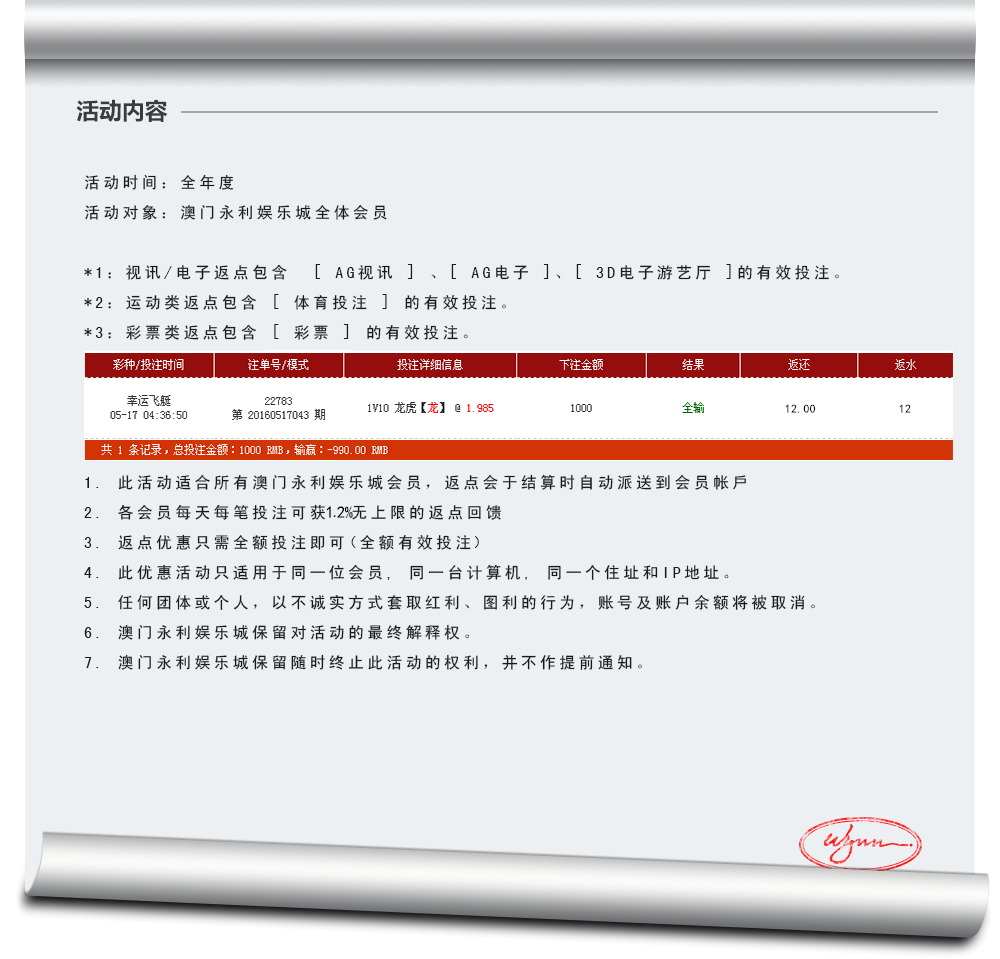 活动内容
活动时间：全年度
活动对象：澳门永利娱乐城全体会员
*1：视讯/电子返点包含 [ AG视讯 ] 、[ AG电子 ]、[ 3D电子游艺厅 ]的有效投注。
*2：运动类返点包含 [ 体育投注 ] 的有效投注。
*3：彩票类返点包含 [ 彩票 ] 的有效投注。
彩种/投注时间 注单号/模式 投注详细信息 下注金额 结果 返还 返水
幸运飞艇 22783
1V10 龙虎【龙】 @ 1.985 1000 全输 12.00 12
05-17 04:36:50 第 20160517043 期
共 1 条记录，总投注金额：1000 RMB，输赢：-990.00 RMB
1. 此活动适合所有澳门永利娱乐城会员，返点会于结算时自动派送到会员帐戶
2. 各会员每天每笔投注可获1.2%无上限的返点回馈
3. 返点优惠只需全额投注即可(全额有效投注)
4. 此优惠活动只适用于同一位会员, 同一台计算机, 同一个住址和IP地址。
5. 任何团体或个人，以不诚实方式套取红利、图利的行为，账号及账户余额将被取消。
6. 澳门永利娱乐城保留对活动的最终解释权。
7. 澳门永利娱乐城保留随时终止此活动的权利，并不作提前通知。
Wynn.